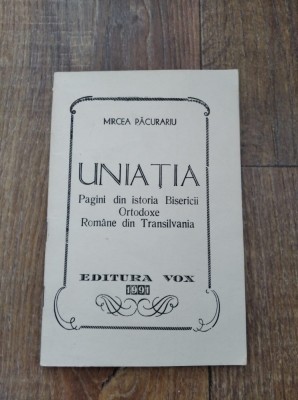 MIRCEA PĂCURARIU
UNIAȚIA
Pagini din istoria Bisericii
Ortodoxe
Române din Transilvania
EDITURA VOX
1991